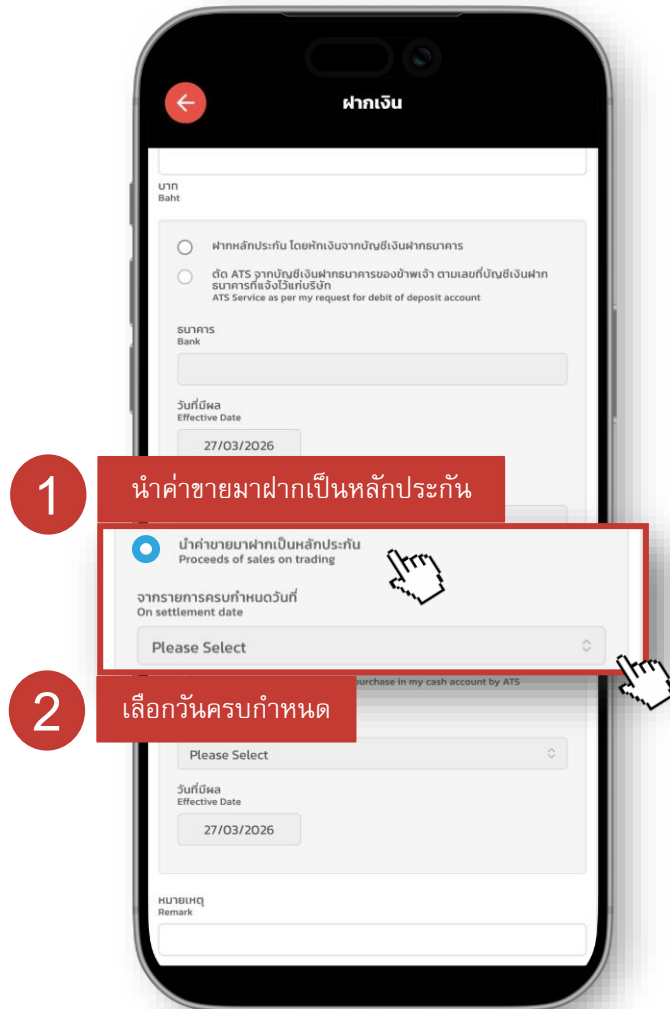 ฝากเงิน
บาท
Baht
ฝากหลักประกัน โดยหักเงินจากบัญชีเงินฝากธนาคาร
ตัด ATS จากบัญชีเงินฝากธนาคารของข้าพเจ้า ตามเลขที่บัญชีเงินฝาก
ธนาคารที่แจ้งไว้แก่บริษัท
ATS Service as per my request for debit of deposit account
ธนาคาร
Bank
วันที่มีผล
Effective Date
27/03/2026
1
นำค่าขายมาฝากเป็นหลักประกัน
นำค่าขายมาฝากเป็นหลักประกัน
Proceeds of sales on trading
จากรายการครบกำหนดวันที่
On settlement date
Please Select
purchase in my cash account by ATS
2
เลือกวันครบกำหนด
Please Select
วันที่มีผล
Effective Date
27/03/2026
หมายเหตุ
Remark